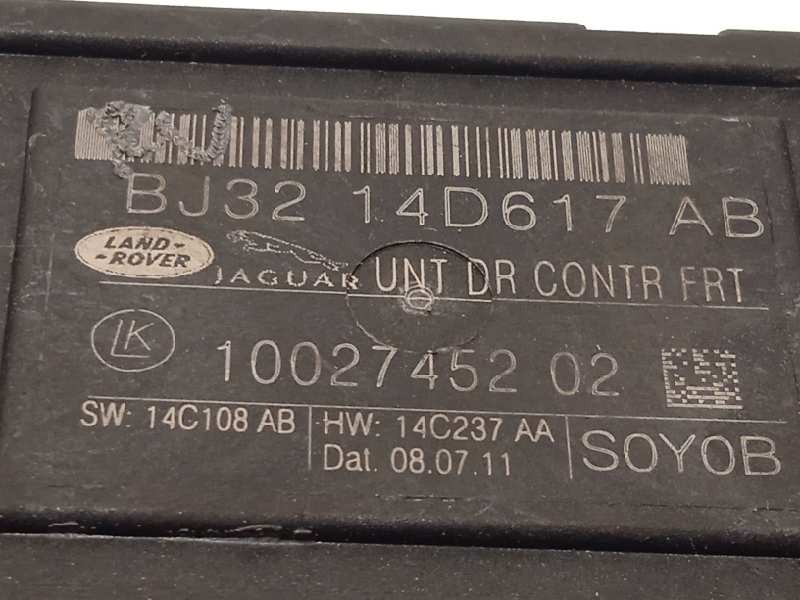 BJ32 14D617 AB
LAND-
-ROVER
JAGUAR
UNT DR CONTR FRT
LK
10027452 02
SW: 14C108 AB
HW: 14C237 AA
Dat. 08.07.11
SOYOB